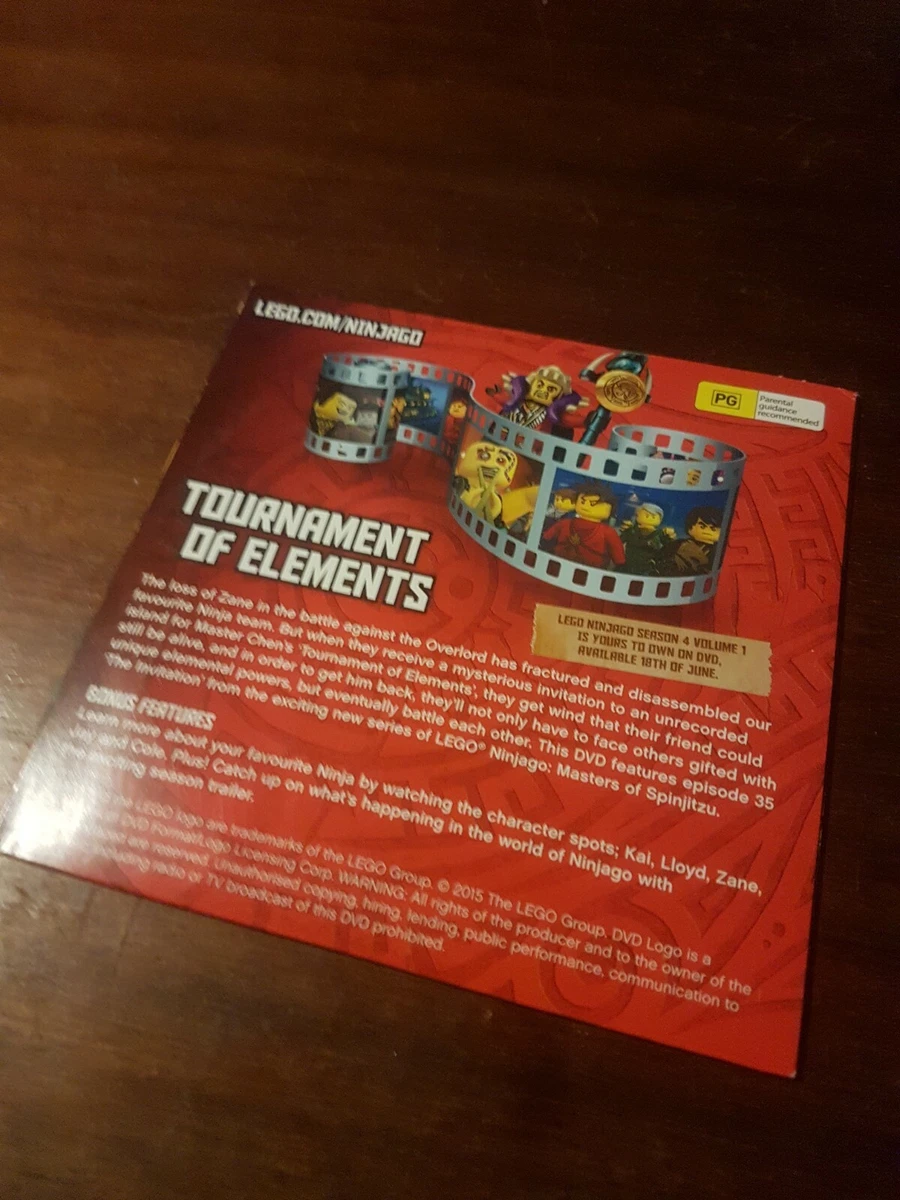 LEGO.COM/NINJAGO
PG
Parental
guidance
recommended
TOURNAMENT
OF ELEMENTS
LEGO NINJAGO SEASON 4 VOLUME 1
IS YOURS TO OWN ON DVD,
AVAILABLE 18TH OF JUNE.
The loss of Zane in the battle against the Overlord has fractured and disassembled our
favourite Ninja team. But when they receive a mysterious invitation to an unrecorded
island for Master Chen's 'Tournament of Elements', they get wind that their friend could
still be alive, and in order to get him back, they'll not only have to face others gifted with
unique elemental powers, but eventually battle each other. This DVD features episode 35
'The Invitation' from the exciting new series of LEGO® Ninjago: Masters of Spinjitzu.
BONUS FEATURES
Learn more about your favourite Ninja by watching the character spots; Kai, Lloyd, Zane,
Jay and Cole. Plus! Catch up on what's happening in the world of Ninjago with
exciting season trailer.
the LEGO logo are trademarks of the LEGO Group. © 2015 The LEGO Group. DVD Logo is a
DVD Format/Logo Licensing Corp. WARNING: All rights of the producer and to the owner of the
are reserved. Unauthorised copying, hiring, lending, public performance, communication to
radio or TV broadcast of this DVD prohibited.